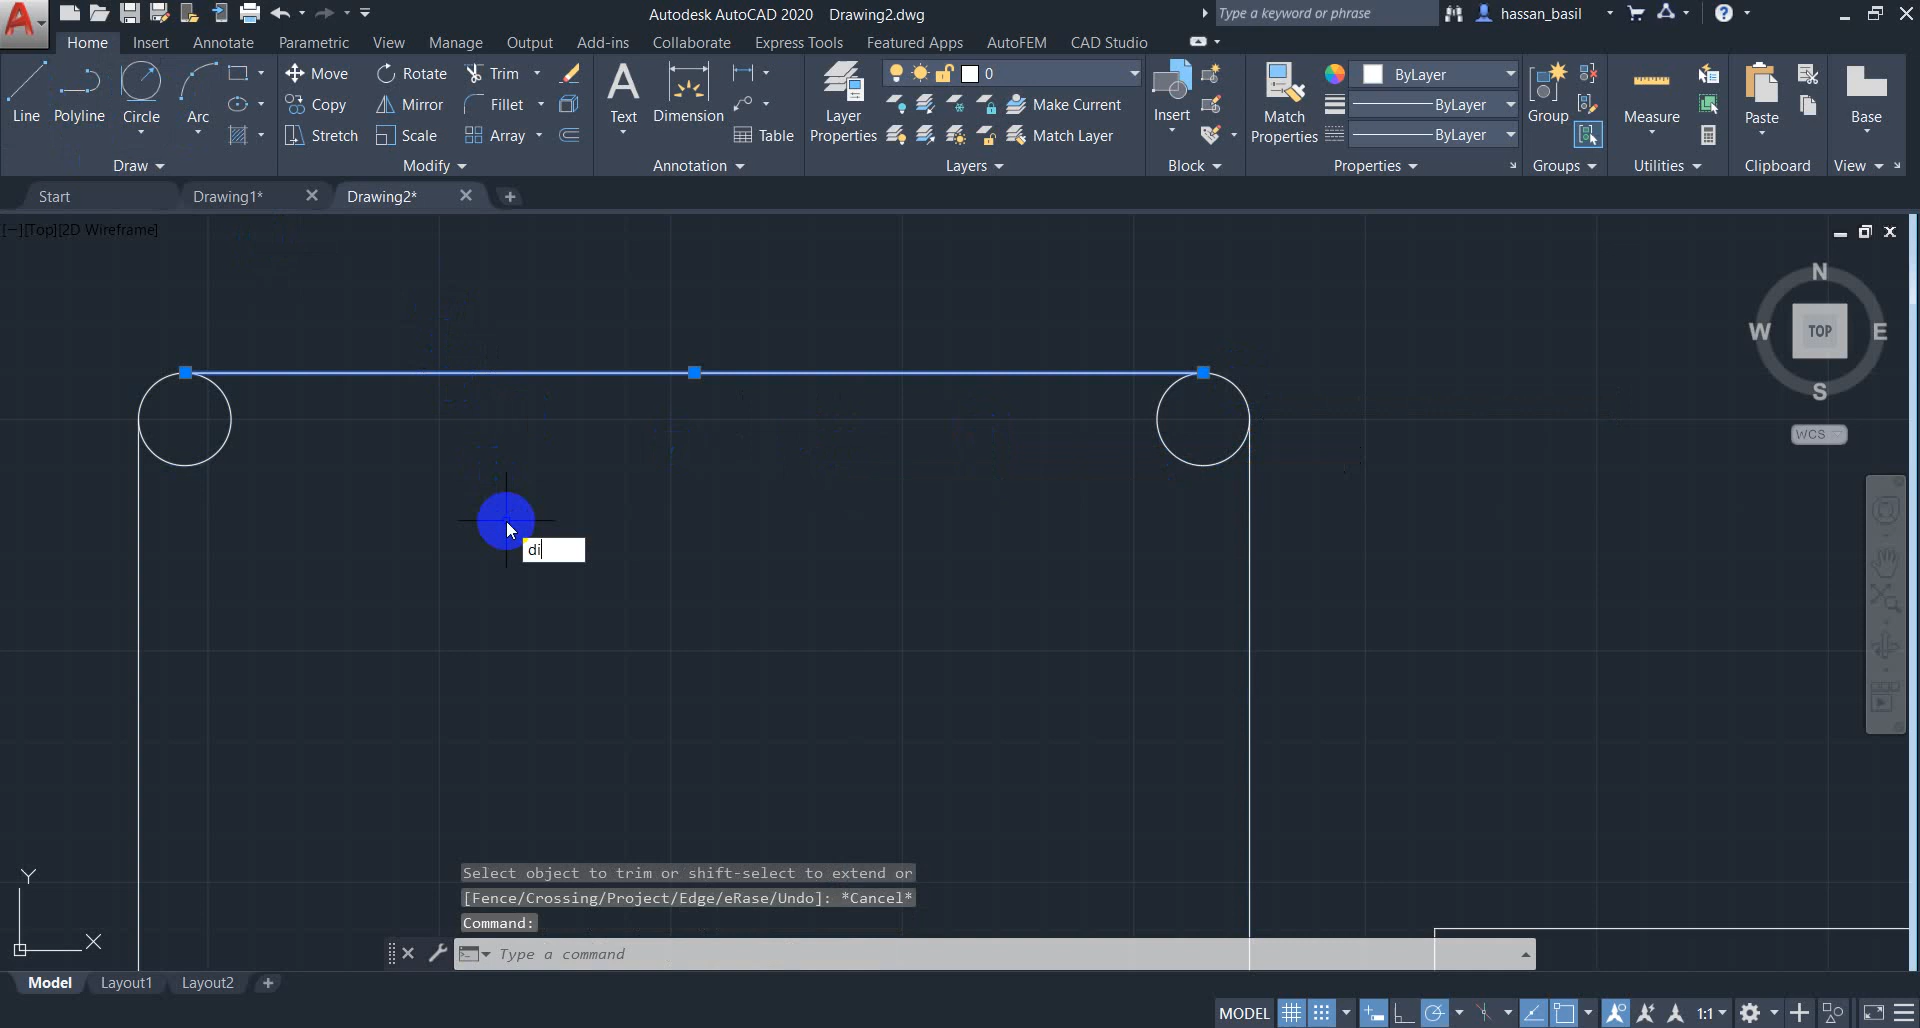 Autodesk AutoCAD 2020 Drawing2.dwg
Type a keyword or phrase
hassan_basil
Home Insert Annotate Parametric View Manage Output Add-ins Collaborate Express Tools Featured Apps AutoFEM CAD Studio
Line Polyline Circle Arc
Move Rotate Trim
Copy Mirror Fillet
Stretch Scale Array
Text Dimension Table
Layer Properties
0
Make Current
Match Layer
Insert
Match Properties
ByLayer
ByLayer
ByLayer
Group
Measure
Paste
Base
Draw Modify Annotation Layers Block Properties Groups Utilities Clipboard View
Start Drawing1* Drawing2*
[−][Top][2D Wireframe]
N
W TOP E
S
WCS
di
Select object to trim or shift-select to extend or
[Fence/Crossing/Project/Edge/eRase/Undo]: *Cancel*
Command:
Type a command
Y
X
Model Layout1 Layout2
MODEL 1:1